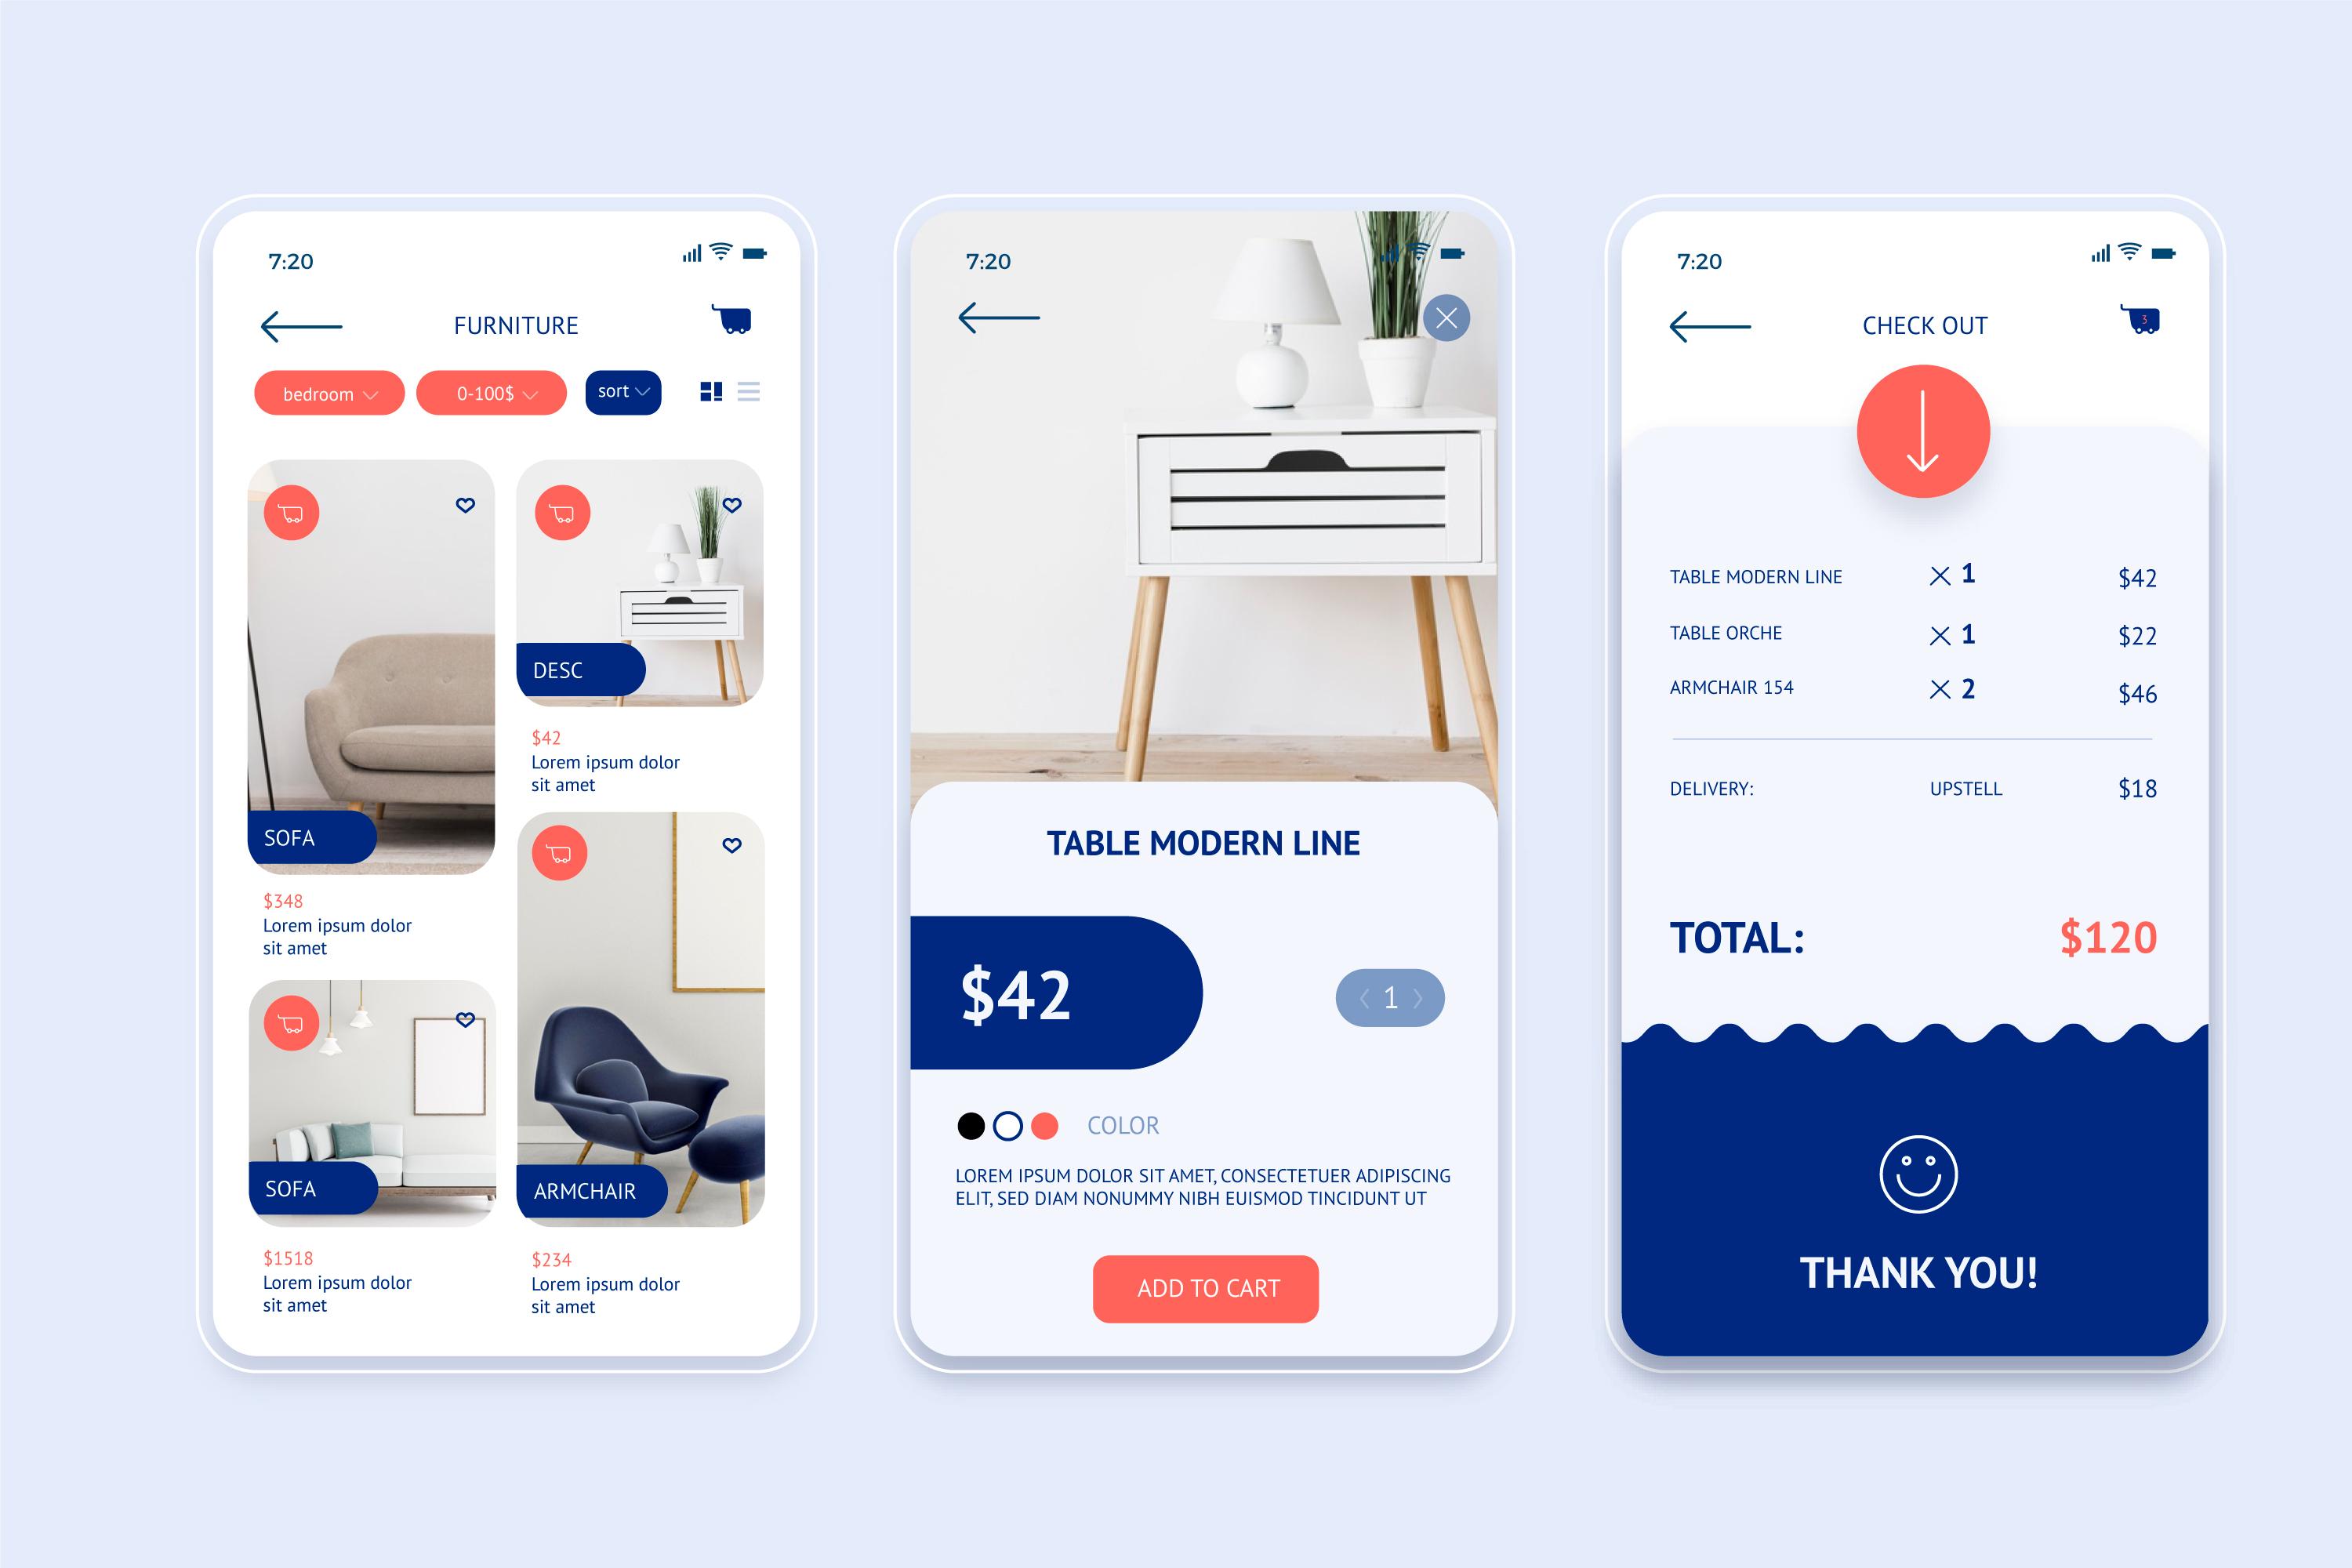 7:20
FURNITURE
bedroom
0-100$
sort
SOFA
$348
Lorem ipsum dolor
sit amet
SOFA
$1518
Lorem ipsum dolor
sit amet
DESC
$42
Lorem ipsum dolor
sit amet
ARMCHAIR
$234
Lorem ipsum dolor
sit amet
7:20
TABLE MODERN LINE
$42
1
COLOR
LOREM IPSUM DOLOR SIT AMET, CONSECTETUER ADIPISCING
ELIT, SED DIAM NONUMMY NIBH EUISMOD TINCIDUNT UT
ADD TO CART
7:20
CHECK OUT
3
TABLE MODERN LINE × 1 $42
TABLE ORCHE × 1 $22
ARMCHAIR 154 × 2 $46
DELIVERY: UPSTELL $18
TOTAL: $120
THANK YOU!